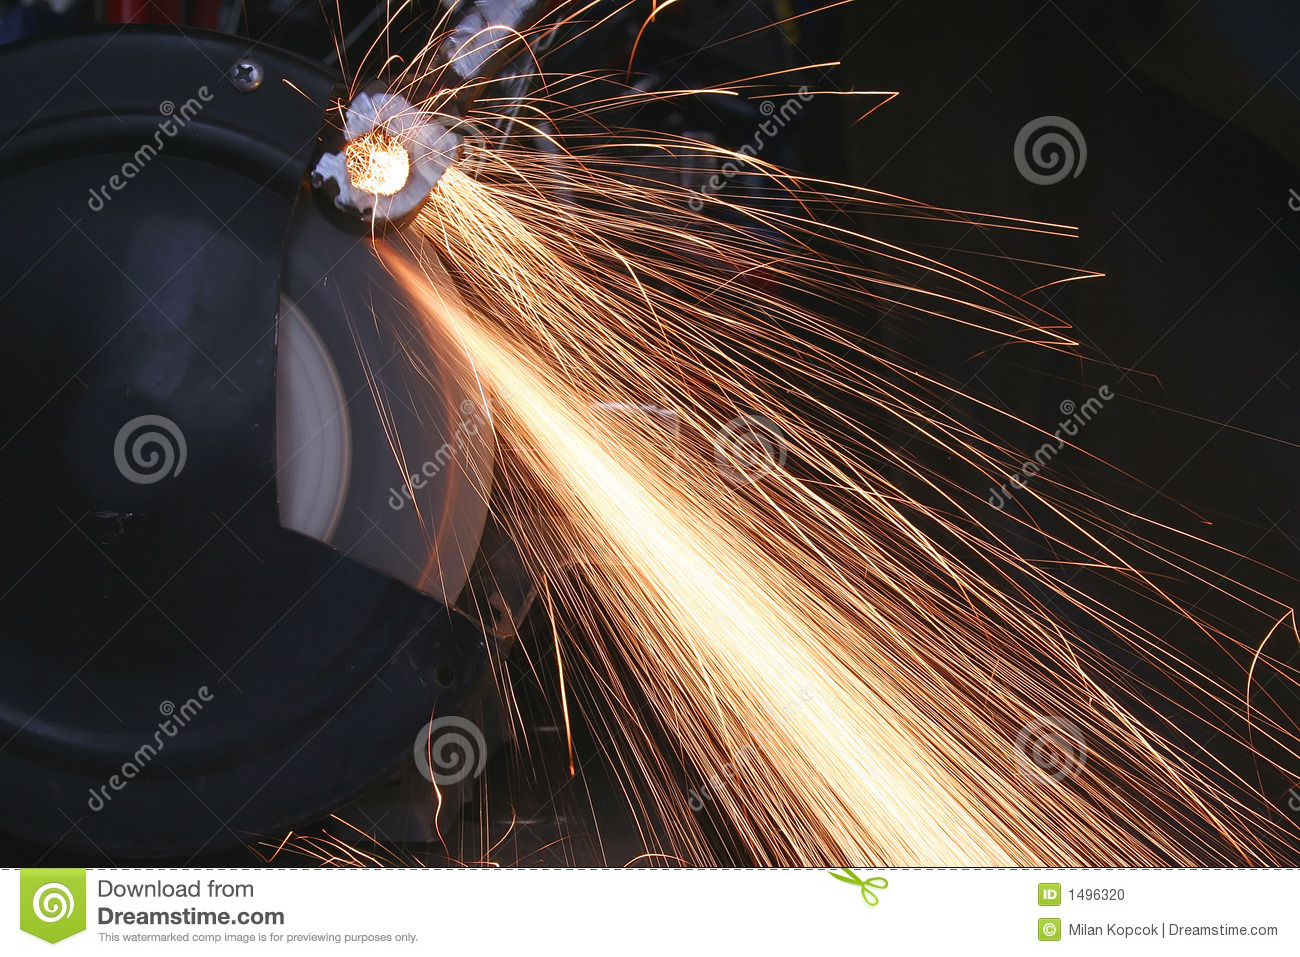 dreamstime
dreamstime
dreamstime
dreamstime
dreamstime
dreamstime
Download from
Dreamstime.com
This watermarked comp image is for previewing purposes only.
ID 1496320
© Milan Kopcok | Dreamstime.com